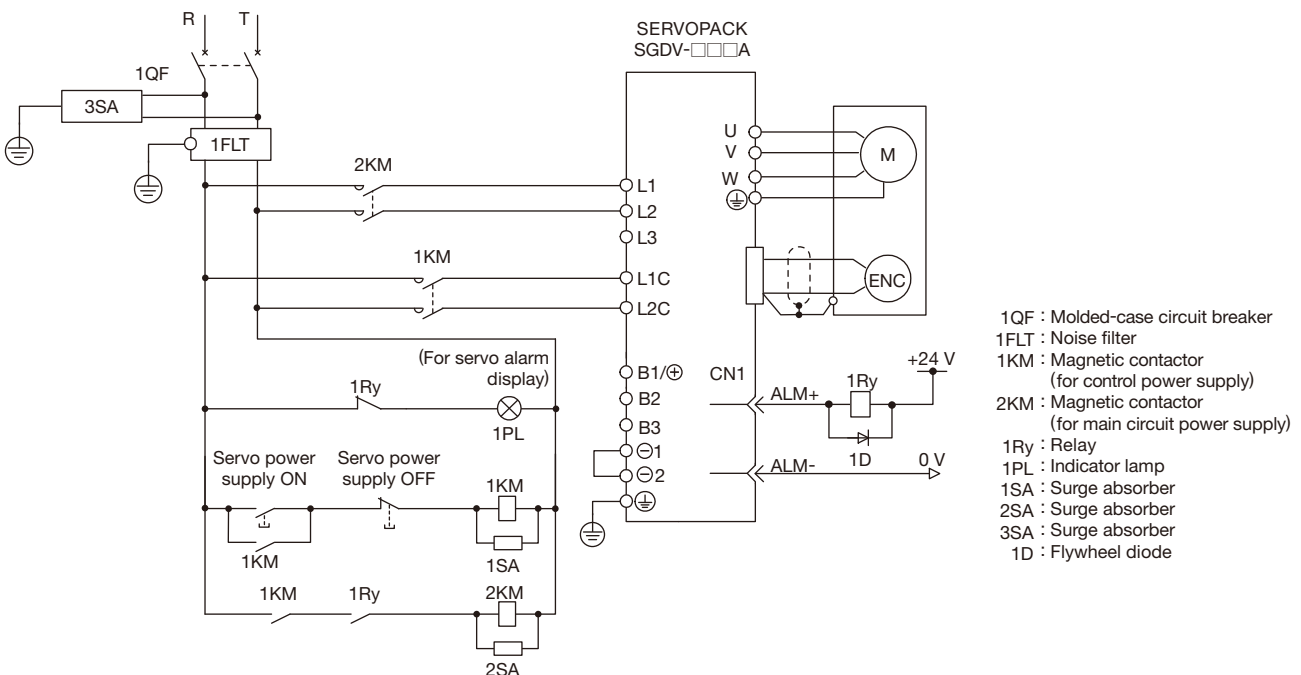 R T
SERVOPACK
SGDV-□□□A
1QF
3SA
1FLT
U
V
W
M
2KM
L1
L2
L3
1KM
L1C
L2C
ENC
(For servo alarm
display)
1Ry
1PL
B1/⊕
B2
B3
⊖1
⊖2
CN1
ALM+
1Ry
+24 V
1D
ALM-
0 V
Servo power
supply ON
Servo power
supply OFF
1KM
1KM
1SA
1KM
1Ry
2KM
2SA
1QF : Molded-case circuit breaker
1FLT : Noise filter
1KM : Magnetic contactor
(for control power supply)
2KM : Magnetic contactor
(for main circuit power supply)
1Ry : Relay
1PL : Indicator lamp
1SA : Surge absorber
2SA : Surge absorber
3SA : Surge absorber
1D : Flywheel diode